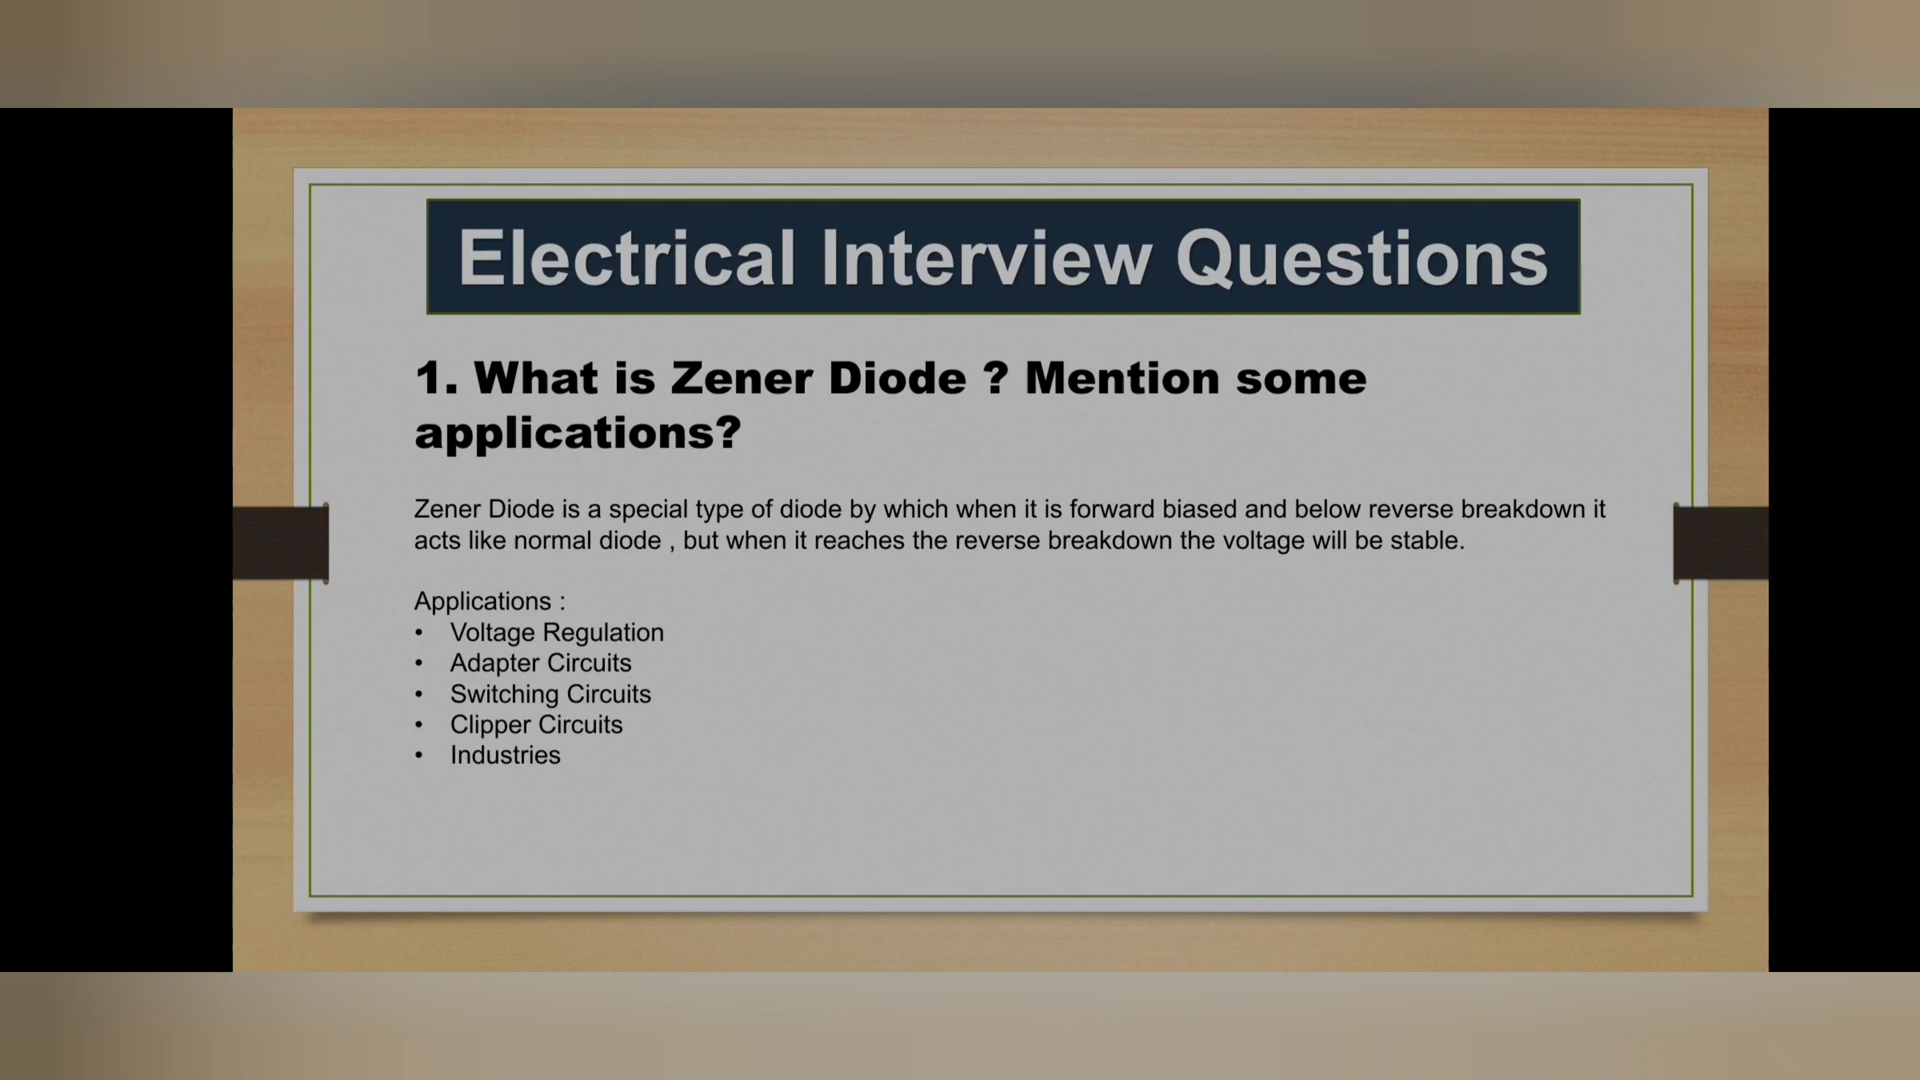 Electrical Interview Questions
1. What is Zener Diode ? Mention some
applications?
Zener Diode is a special type of diode by which when it is forward biased and below reverse breakdown it
acts like normal diode , but when it reaches the reverse breakdown the voltage will be stable.
Applications :
• Voltage Regulation
• Adapter Circuits
• Switching Circuits
• Clipper Circuits
• Industries